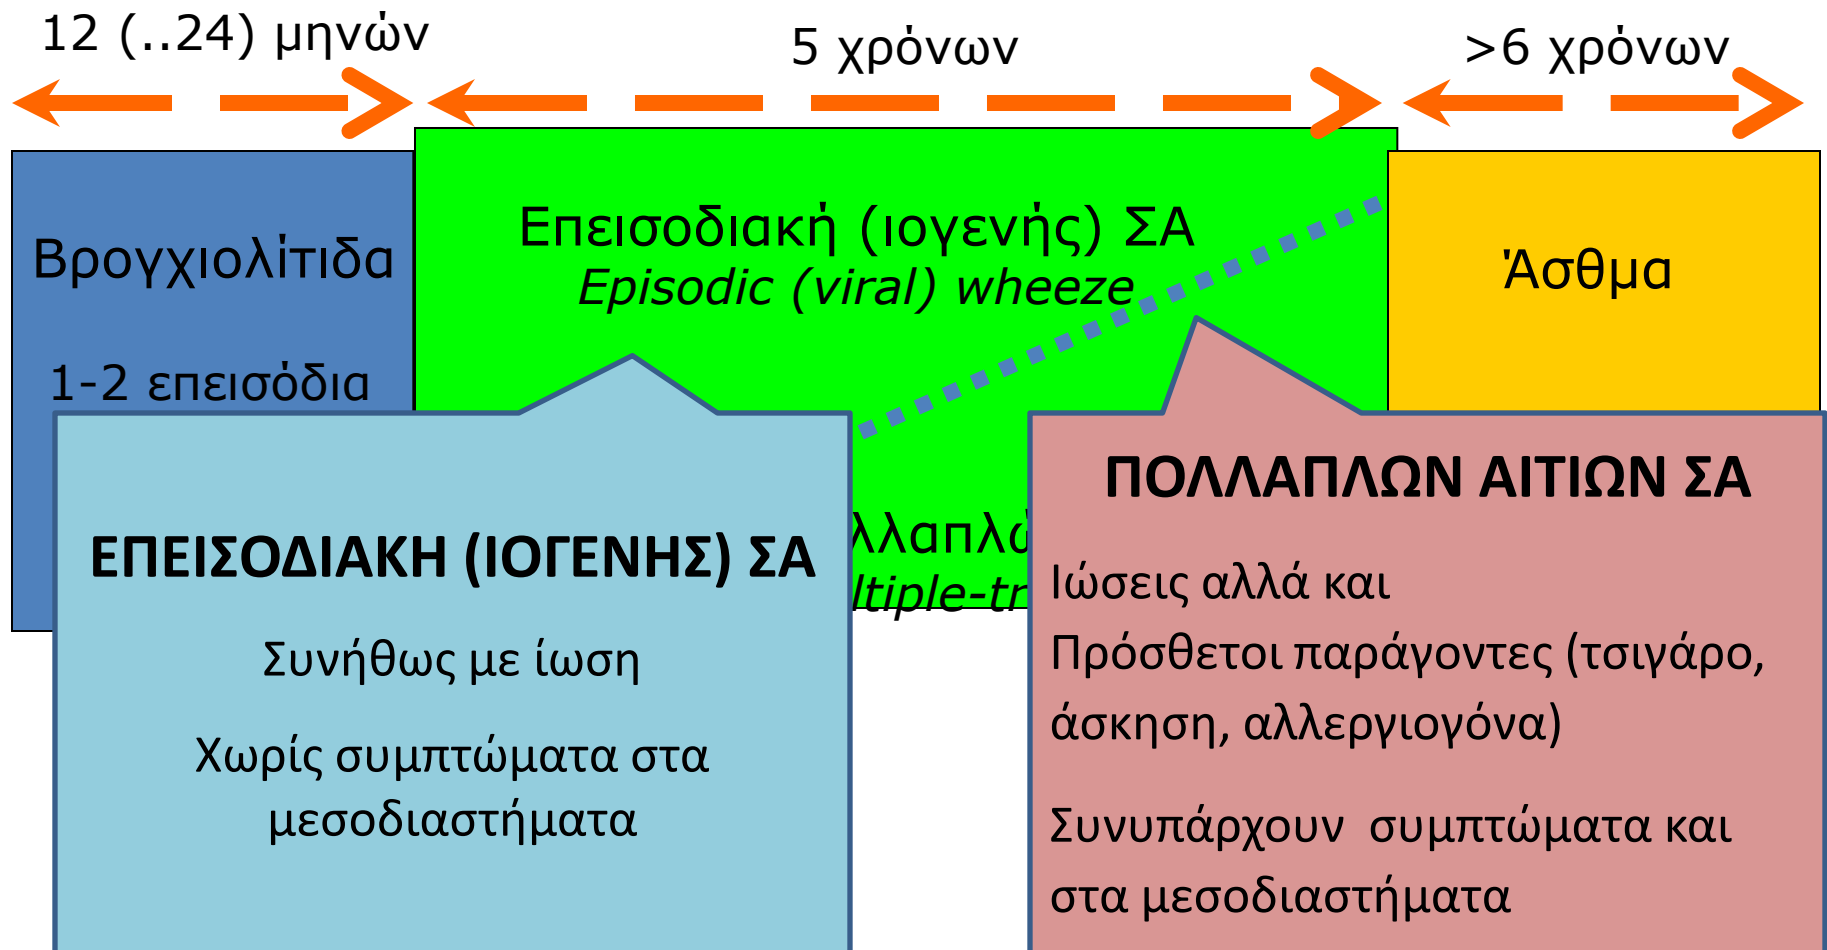 12 (..24) μηνών
5 χρόνων
>6 χρόνων
Βρογχιολίτιδα
1-2 επεισόδια
Επεισοδιακή (ιογενής) ΣΑ
Episodic (viral) wheeze
Άσθμα
ΕΠΕΙΣΟΔΙΑΚΗ (ΙΟΓΕΝΗΣ) ΣΑ
Συνήθως με ίωση
Χωρίς συμπτώματα στα
μεσοδιαστήματα
ΠΟΛΛΑΠΛΩΝ ΑΙΤΙΩΝ ΣΑ
Ιώσεις αλλά και
Πρόσθετοι παράγοντες (τσιγάρο,
άσκηση, αλλεργιογόνα)
Συνυπάρχουν συμπτώματα και
στα μεσοδιαστήματα